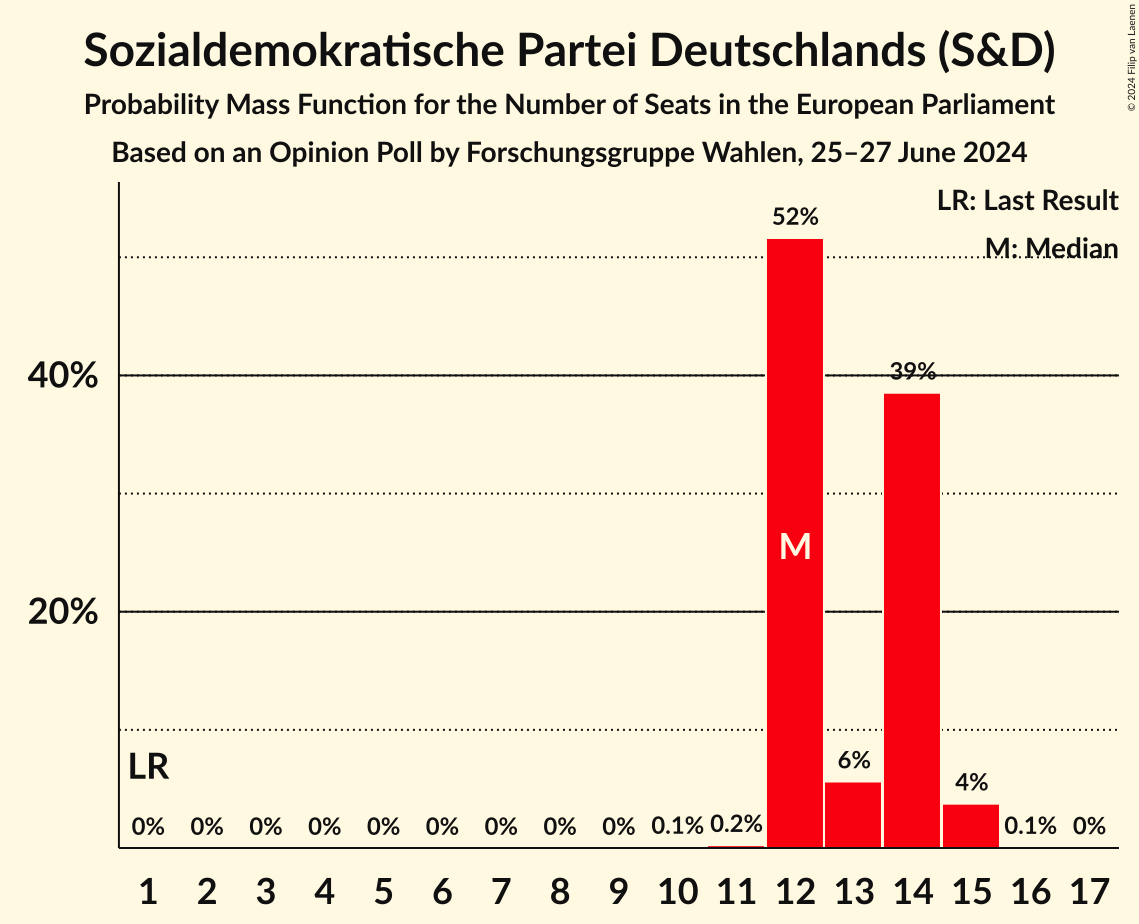 Sozialdemokratische Partei Deutschlands (S&D)
Probability Mass Function for the Number of Seats in the European Parliament
Based on an Opinion Poll by Forschungsgruppe Wahlen, 25–27 June 2024
© 2024 Filip van Laenen
LR: Last Result
M: Median
52%
40%
39%
M
20%
LR
6%
4%
0% 0% 0% 0% 0% 0% 0% 0% 0% 0.1% 0.2% 0.1% 0%
1 2 3 4 5 6 7 8 9 10 11 12 13 14 15 16 17